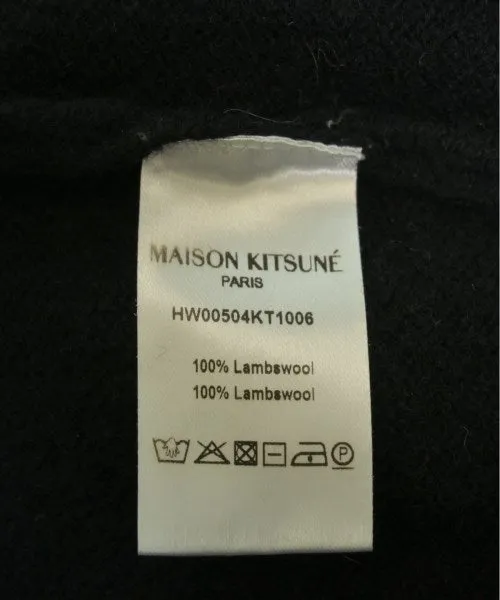 MAISON KITSUNÉ
PARIS
HW00504KT1006
100% Lambswool
100% Lambswool
P